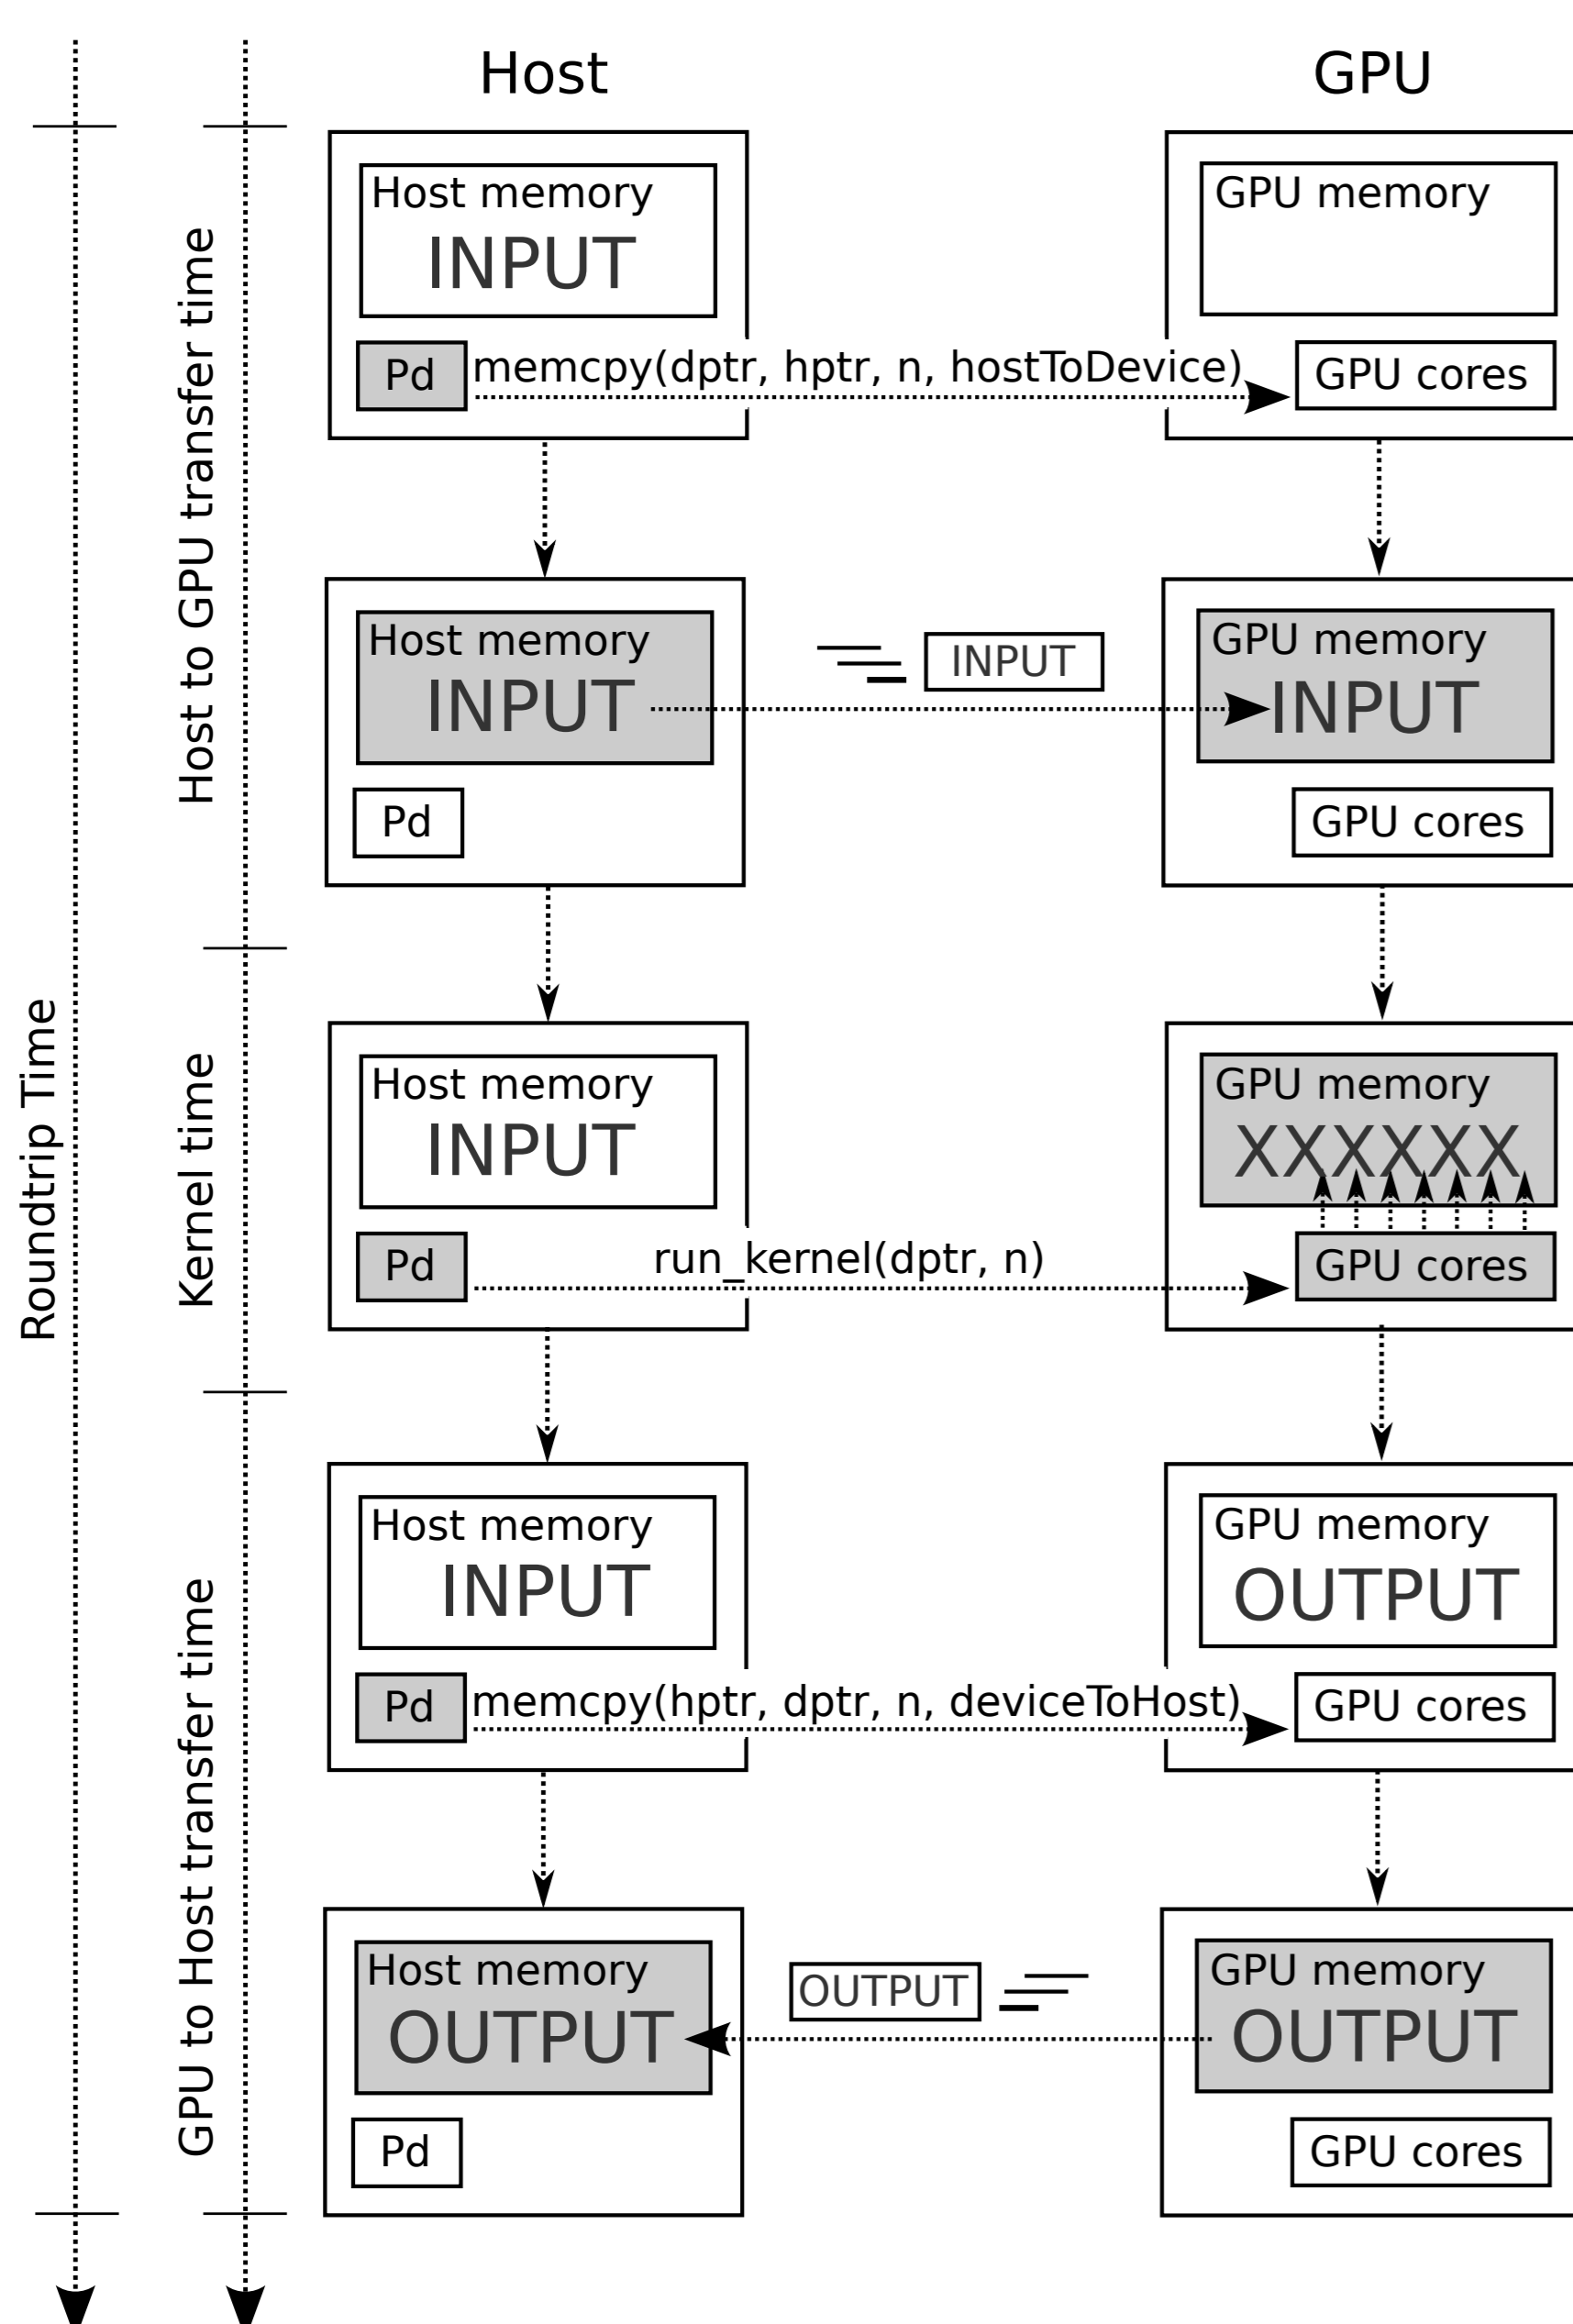 Host
GPU
Roundtrip Time
Host to GPU transfer time
Host memory
INPUT
GPU memory
Pd
memcpy(dptr, hptr, n, hostToDevice)
GPU cores
Host memory
INPUT
INPUT
GPU memory
INPUT
Pd
GPU cores
Kernel time
Host memory
INPUT
GPU memory
XXXXXX
Pd
run_kernel(dptr, n)
GPU cores
GPU to Host transfer time
Host memory
INPUT
GPU memory
OUTPUT
Pd
memcpy(hptr, dptr, n, deviceToHost)
GPU cores
Host memory
OUTPUT
OUTPUT
GPU memory
OUTPUT
Pd
GPU cores